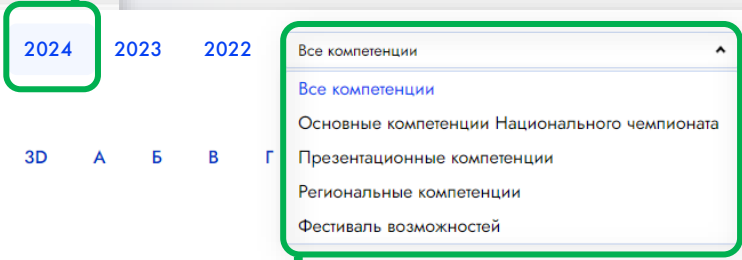 2024 2023 2022 Все компетенции
Все компетенции
Основные компетенции Национального чемпионата
3D А Б В Г Презентационные компетенции
Региональные компетенции
Фестиваль возможностей